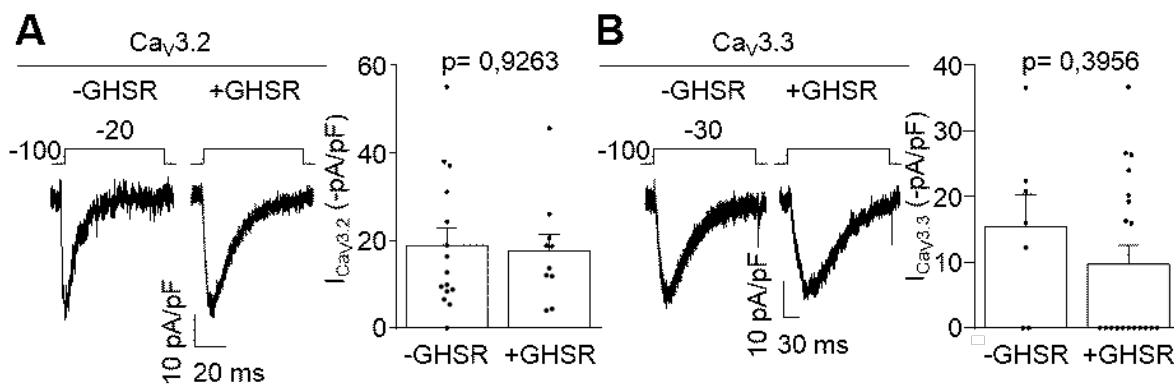 A
CaV3.2
-GHSR +GHSR
-20
-100
10 pA/pF
20 ms
p= 0,9263
ICaV3.2 (-pA/pF)
60
40
20
0
-GHSR +GHSR
B
CaV3.3
-GHSR +GHSR
-30
-100
10 pA/pF
30 ms
p= 0,3956
ICaV3.3 (-pA/pF)
40
30
20
10
0
-GHSR +GHSR